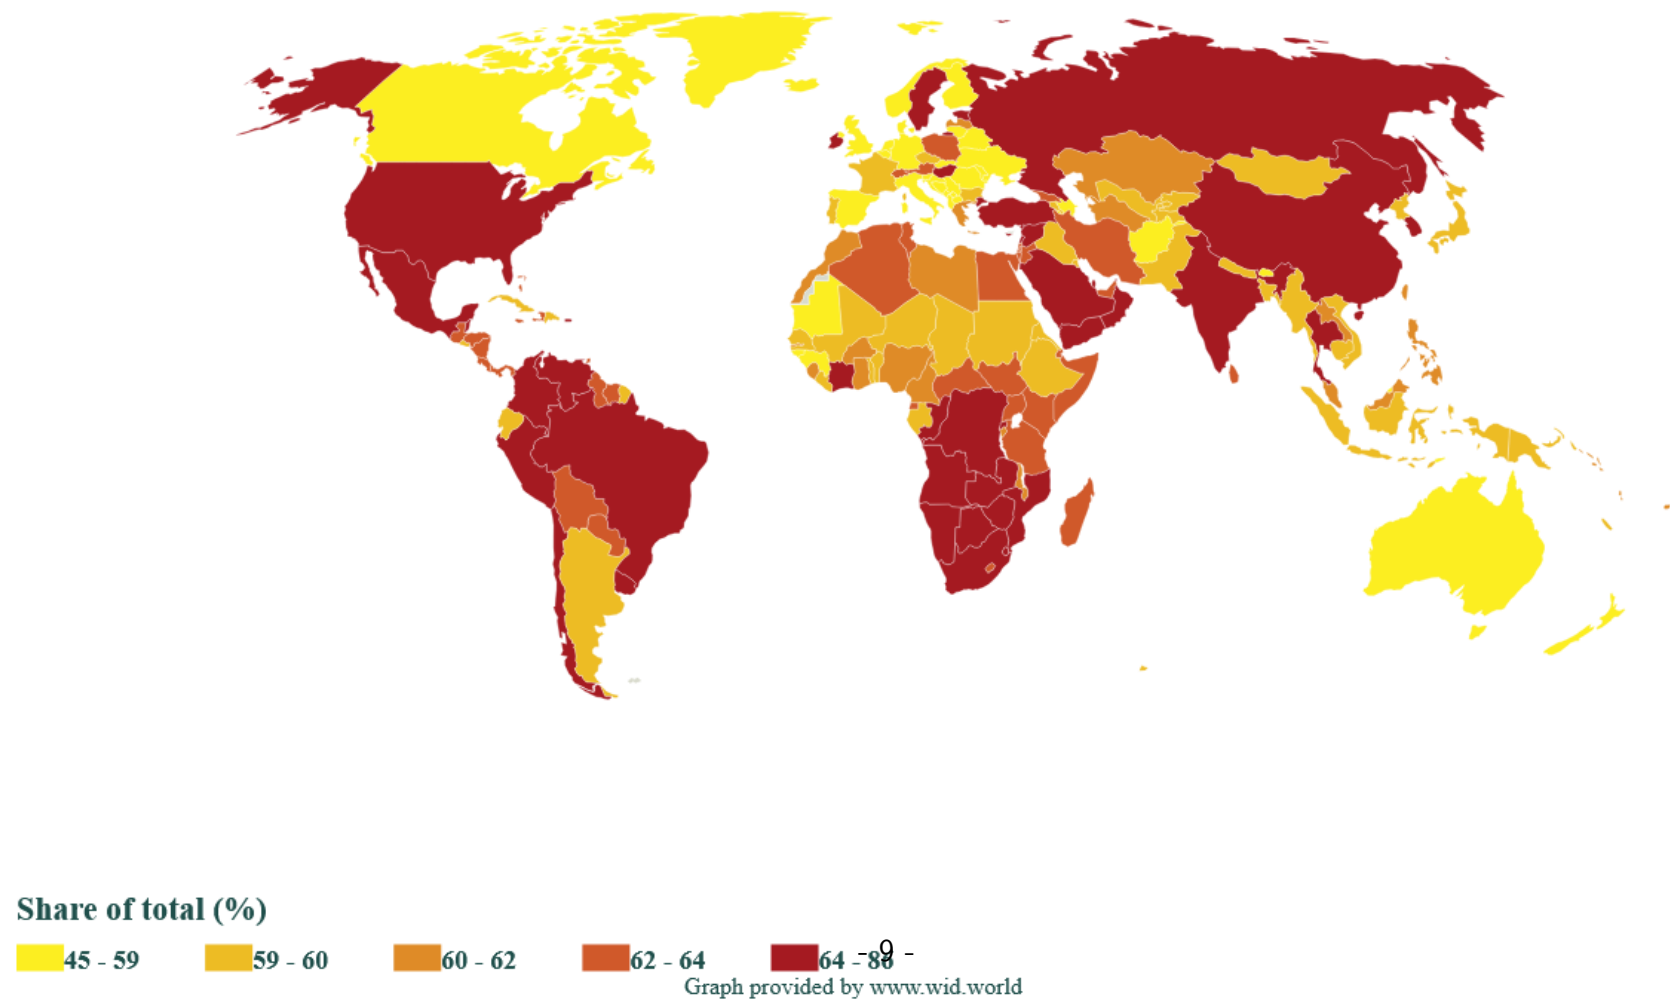 Share of total (%)
45 - 59 59 - 60 60 - 62 62 - 64 64 - 86
- 9 -
Graph provided by www.wid.world